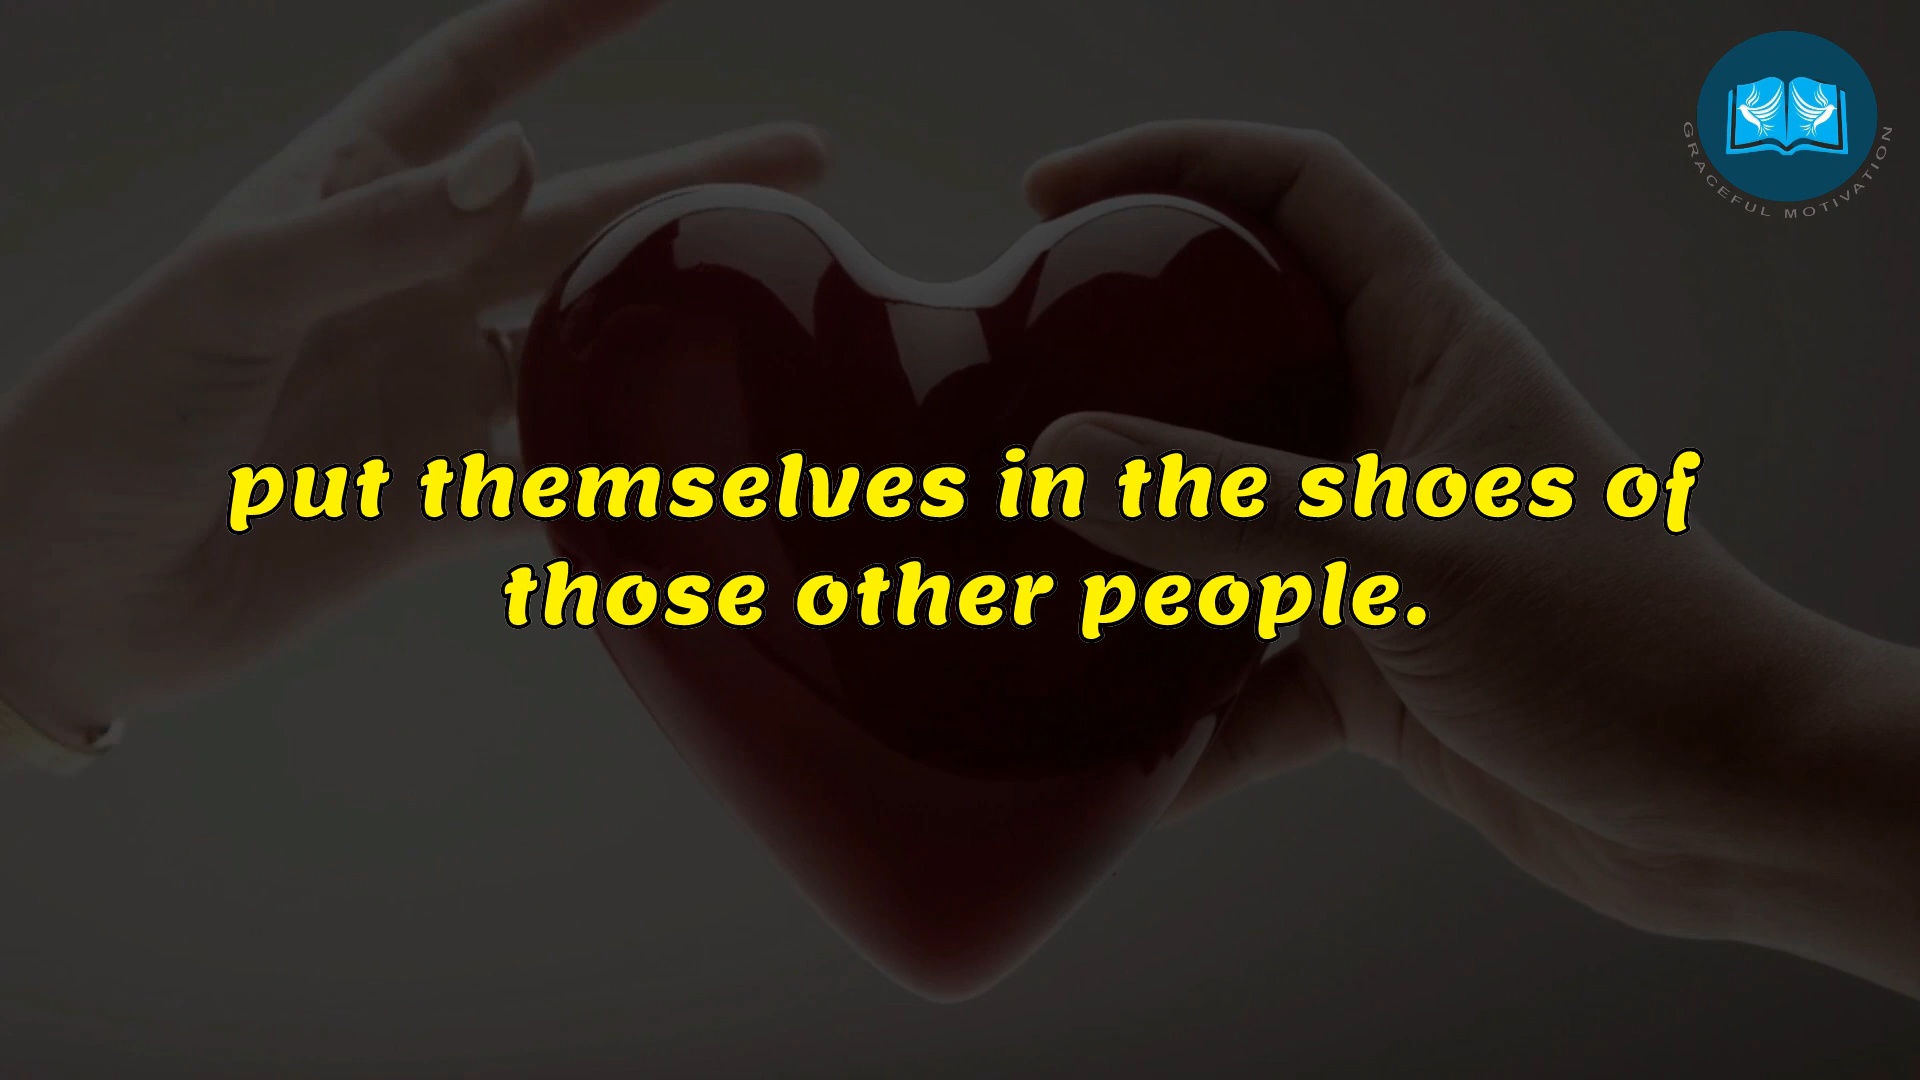 GRACEFUL MOTIVATION
put themselves in the shoes of
those other people.